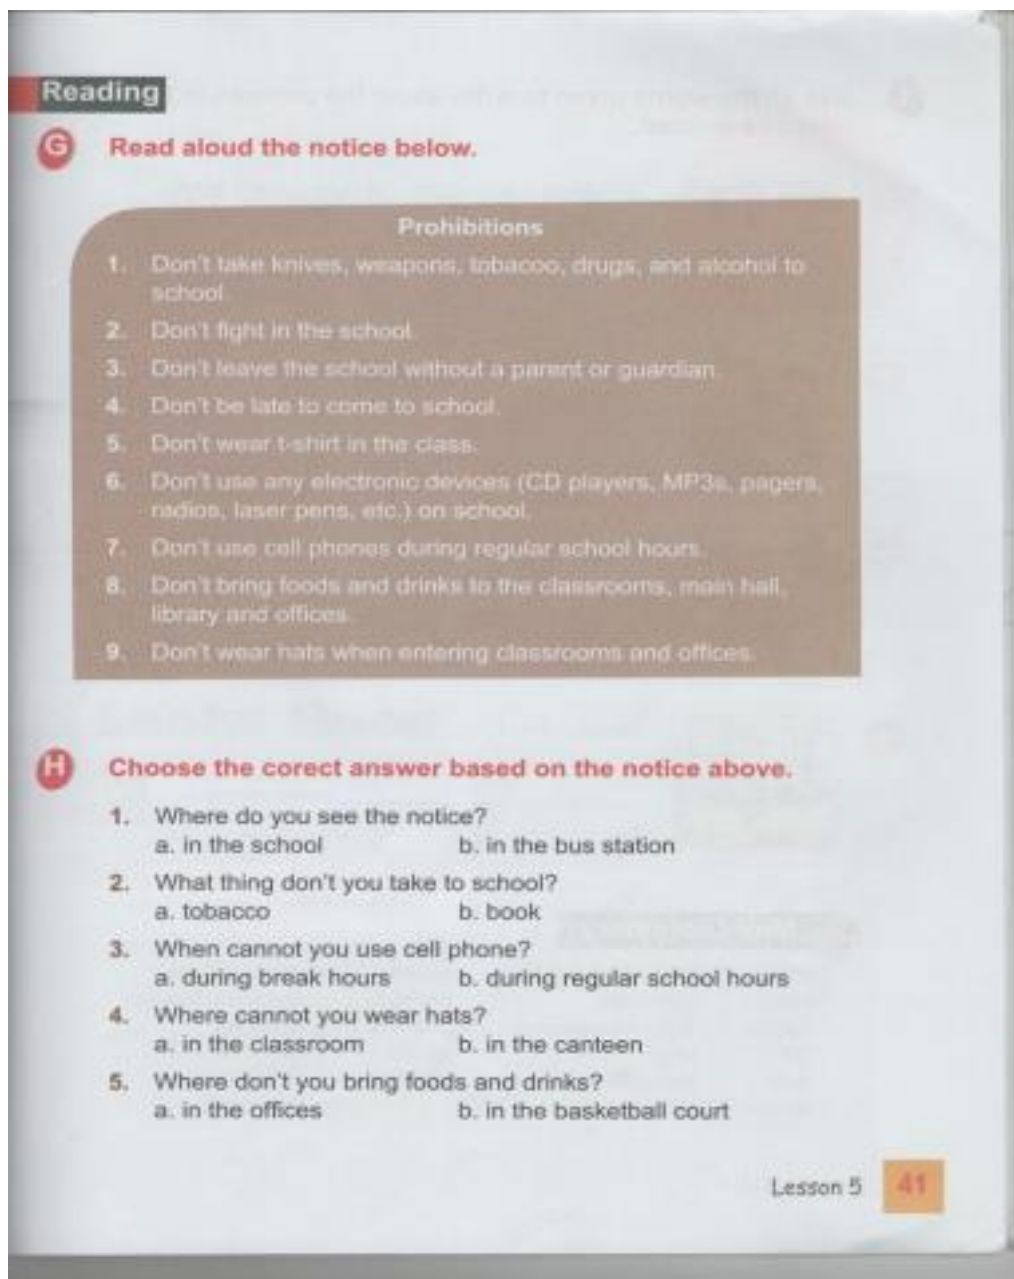 Reading
G Read aloud the notice below.
Prohibitions
1. Don't take knives, weapons, tobacoo, drugs, and alcohol to
school.
2. Don't fight in the school.
3. Don't leave the school without a parent or guardian.
4. Don't be late to come to school.
5. Don't wear t-shirt in the class.
6. Don't use any electronic devices (CD players, MP3s, pagers,
radios, laser pens, etc.) on school.
7. Don't use cell phones during regular school hours.
8. Don't bring foods and drinks to the classrooms, main hall,
library and offices.
9. Don't wear hats when entering classrooms and offices.
H Choose the corect answer based on the notice above.
1. Where do you see the notice?
a. in the school b. in the bus station
2. What thing don't you take to school?
a. tobacco b. book
3. When cannot you use cell phone?
a. during break hours b. during regular school hours
4. Where cannot you wear hats?
a. in the classroom b. in the canteen
5. Where don't you bring foods and drinks?
a. in the offices b. in the basketball court
Lesson 5 41